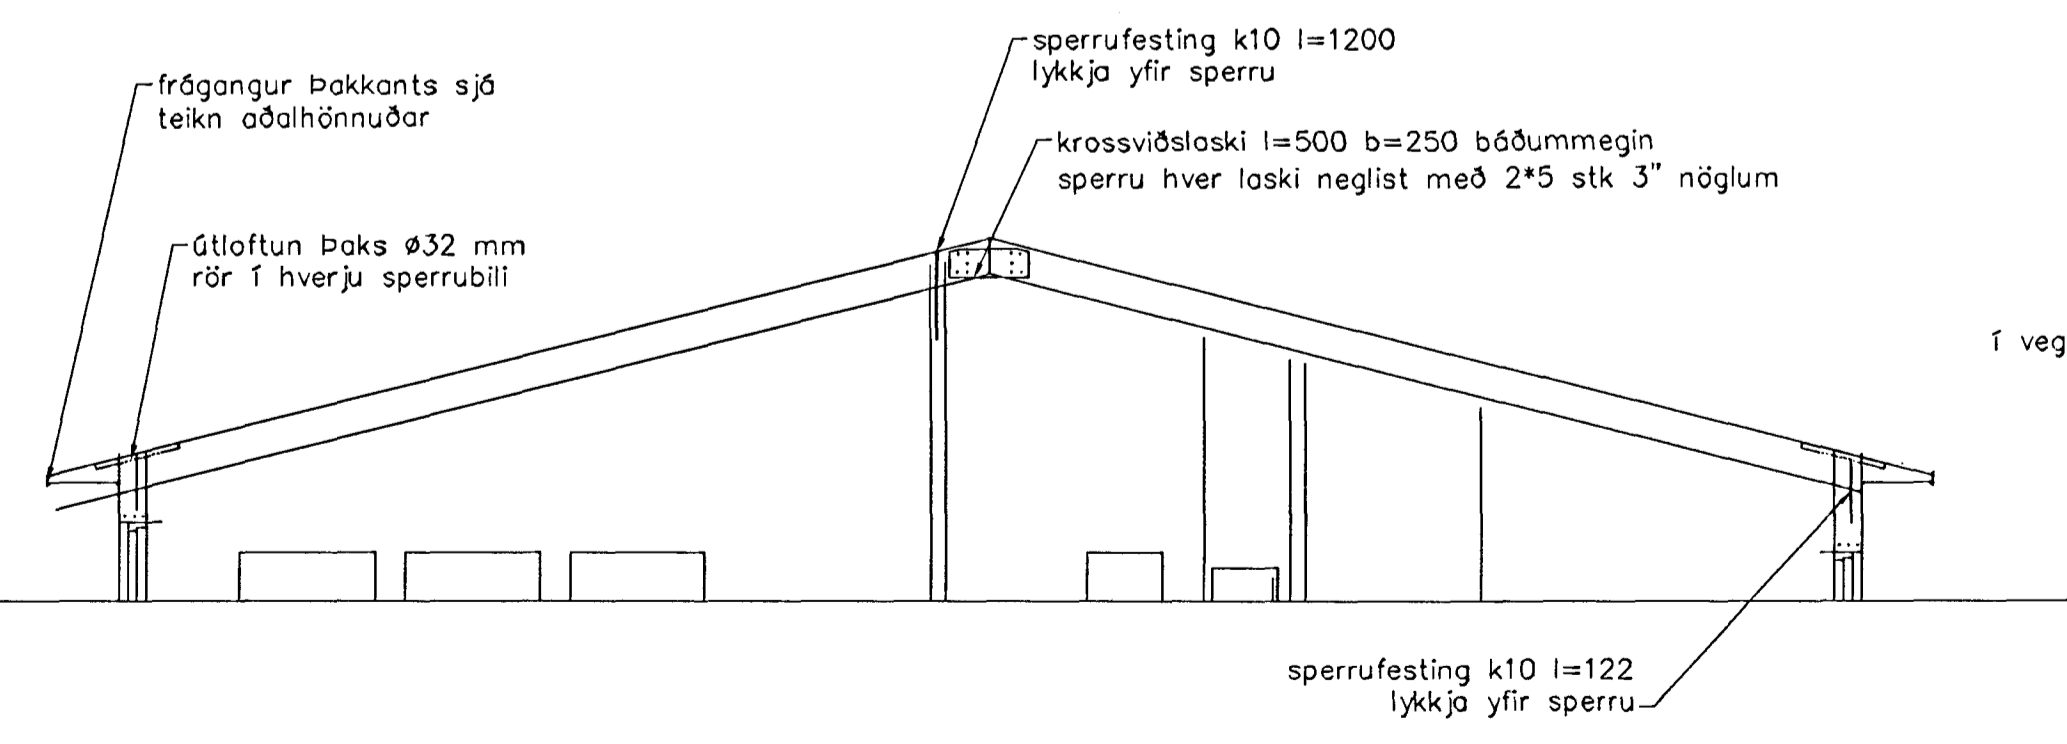 sperrufesting k10 l=1200
lykkja yfir sperru
frágangur Þakkants sjá
teikn aðalhönnuðar
krossviðslaski l=500 b=250 báðummegin
sperru hver laski neglist með 2*5 stk 3" nöglum
útloftun Þaks ø32 mm
rör í hverju sperrubili
í veg
sperrufesting k10 l=122
lykkja yfir sperru